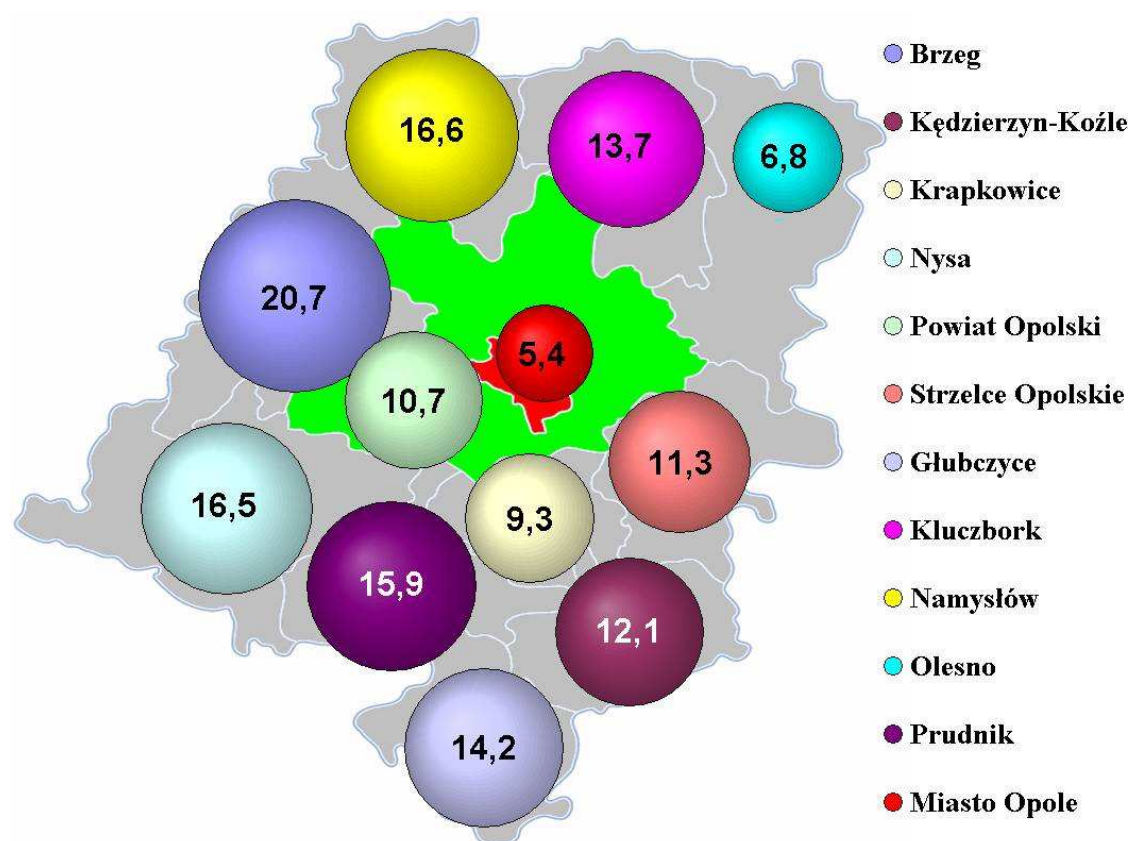 16,6
13,7
6,8
20,7
5,4
10,7
11,3
16,5
9,3
15,9
12,1
14,2
Brzeg
Kędzierzyn-Koźle
Krapkowice
Nysa
Powiat Opolski
Strzelce Opolskie
Głubczyce
Kluczbork
Namysłów
Olesno
Prudnik
Miasto Opole